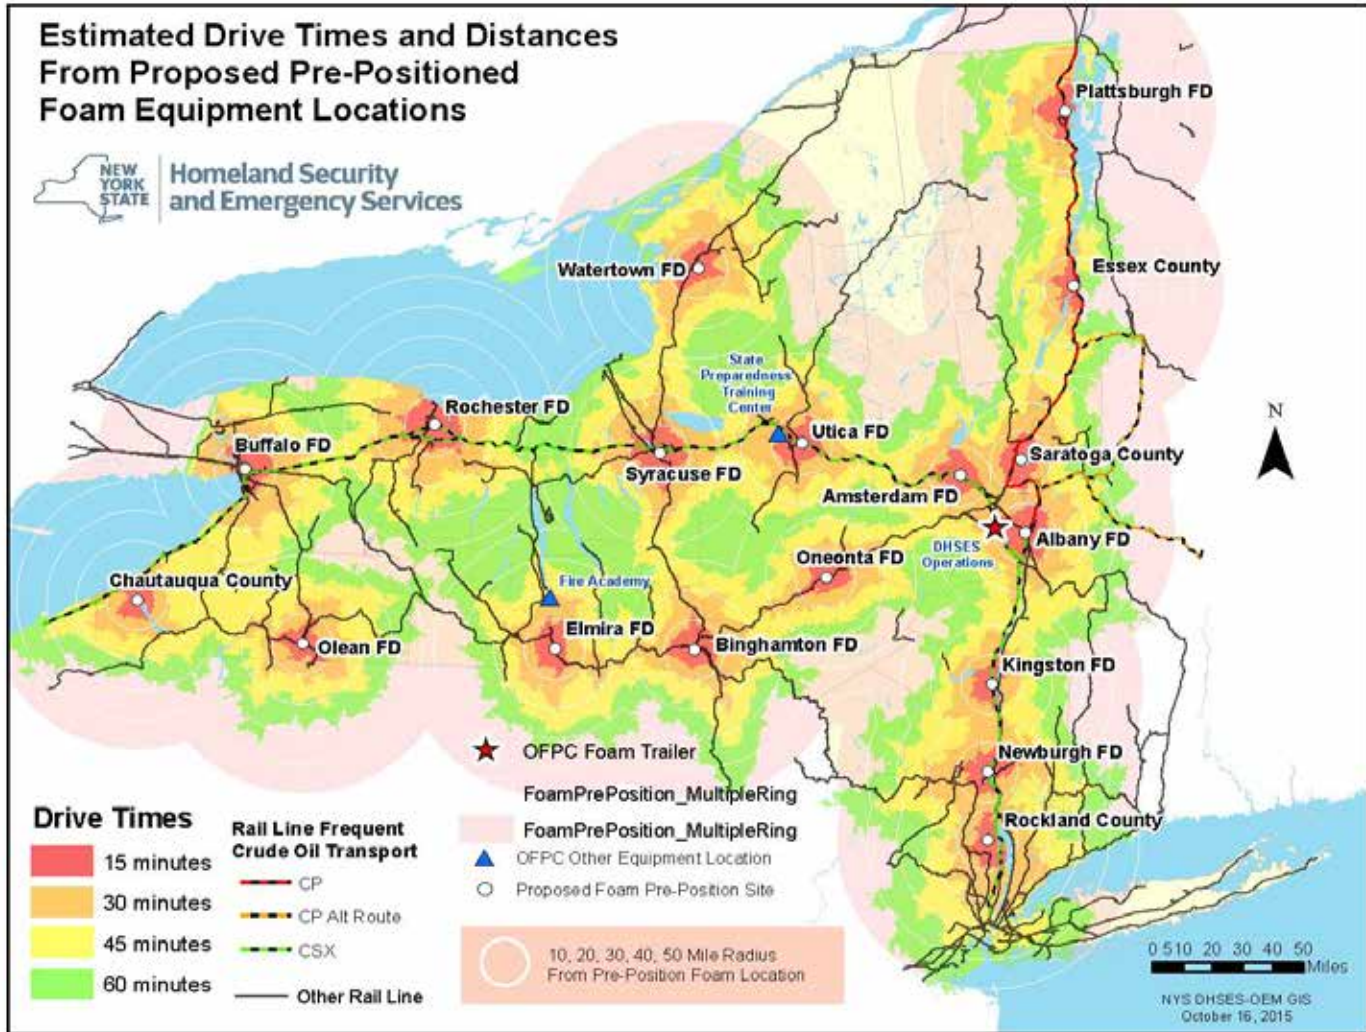 Estimated Drive Times and Distances
From Proposed Pre-Positioned
Foam Equipment Locations
NEW
YORK
STATE
Homeland Security
and Emergency Services
Plattsburgh FD
Essex County
Watertown FD
State
Preparedness
Training
Center
Rochester FD
Buffalo FD
Syracuse FD
Utica FD
Saratoga County
Amsterdam FD
Albany FD
DHSES
Operations
Oneonta FD
Chautauqua County
Olean FD
Fire Academy
Elmira FD
Binghamton FD
Kingston FD
Newburgh FD
Rockland County
N
OFPC Foam Trailer
FoamPrePosition_MultipleRing
FoamPrePosition_MultipleRing
OFPC Other Equipment Location
Proposed Foam Pre-Position Site
10, 20, 30, 40, 50 Mile Radius
From Pre-Position Foam Location
Drive Times
15 minutes
30 minutes
45 minutes
60 minutes
Rail Line Frequent
Crude Oil Transport
CP
CP Alt Route
CSX
Other Rail Line
0 5 10 20 30 40 50
Miles
NYS DHSES-OEM GIS
October 16, 2015